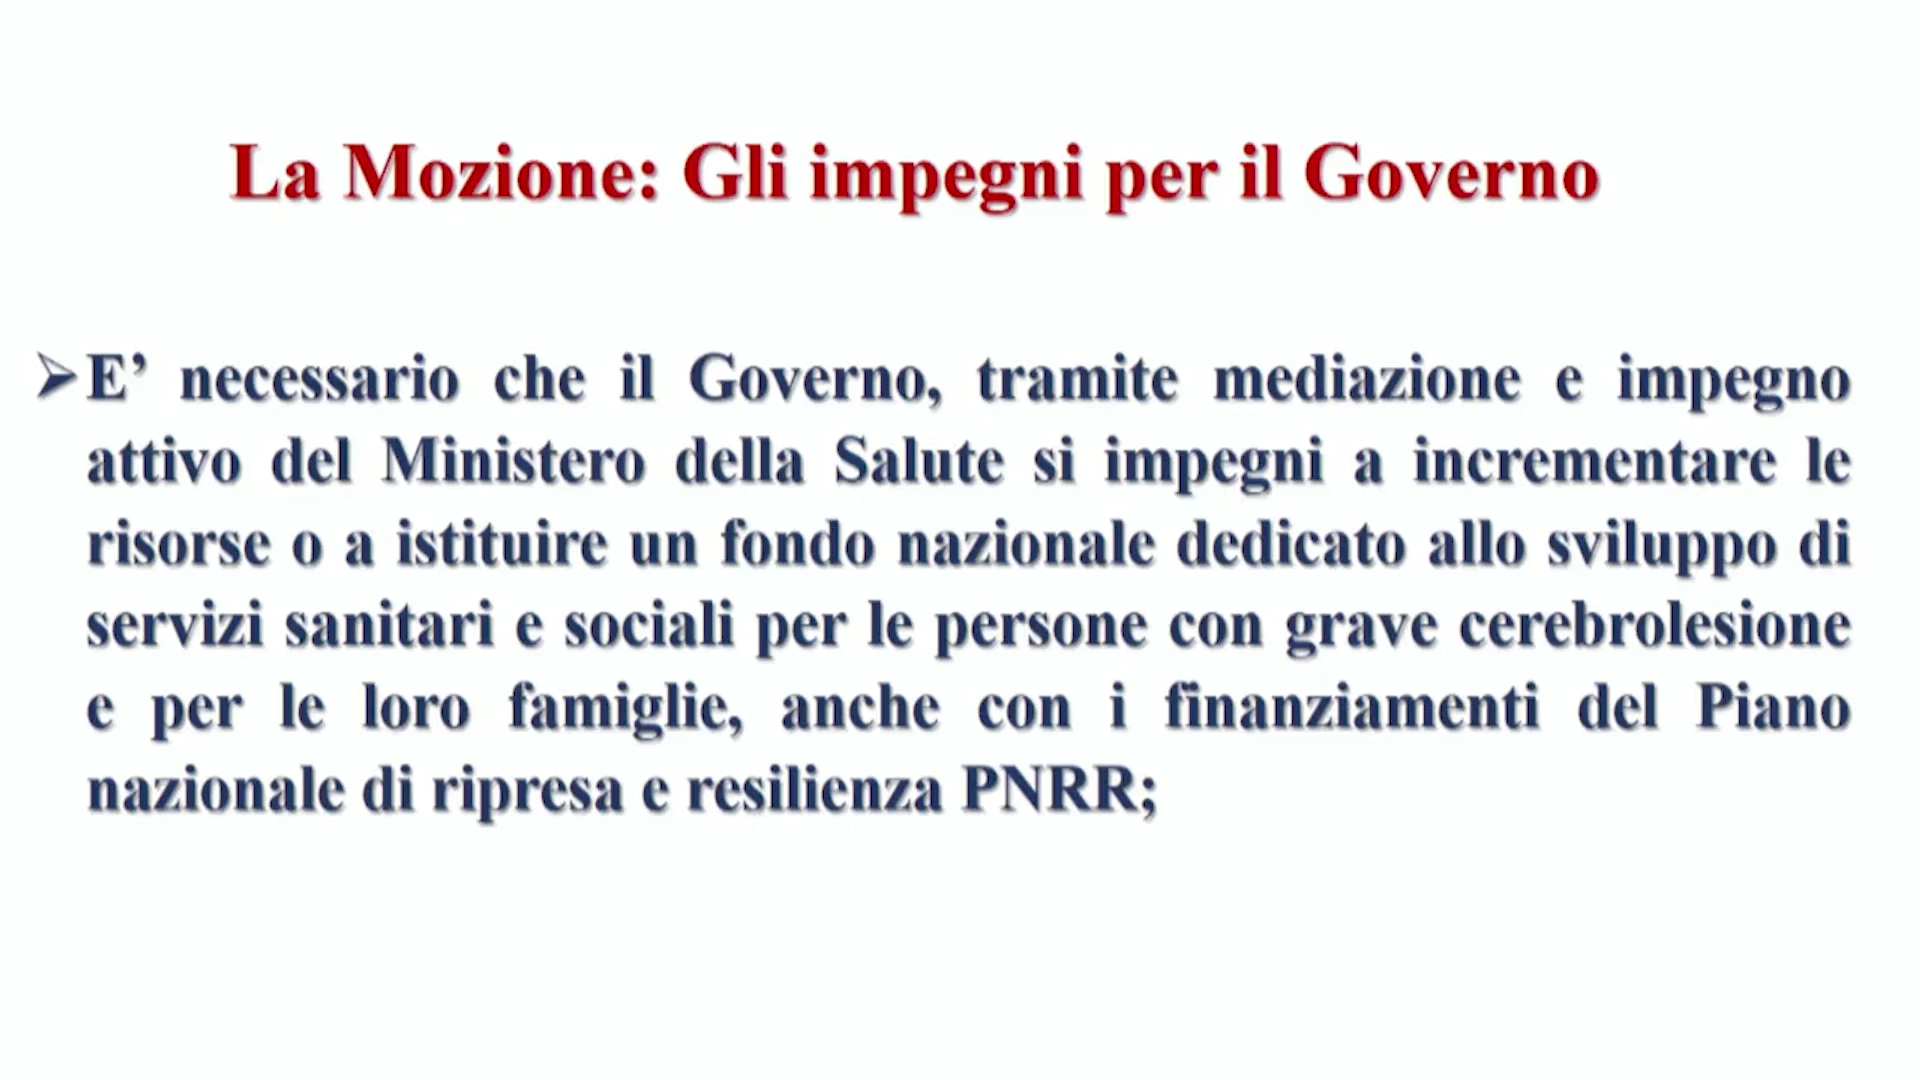 La Mozione: Gli impegni per il Governo
➢E’ necessario che il Governo, tramite mediazione e impegno
attivo del Ministero della Salute si impegni a incrementare le
risorse o a istituire un fondo nazionale dedicato allo sviluppo di
servizi sanitari e sociali per le persone con grave cerebrolesione
e per le loro famiglie, anche con i finanziamenti del Piano
nazionale di ripresa e resilienza PNRR;